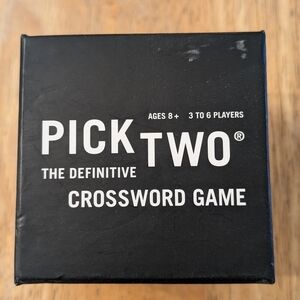 AGES 8+ 3 TO 6 PLAYERS
PICK
TWO®
THE DEFINITIVE
CROSSWORD GAME